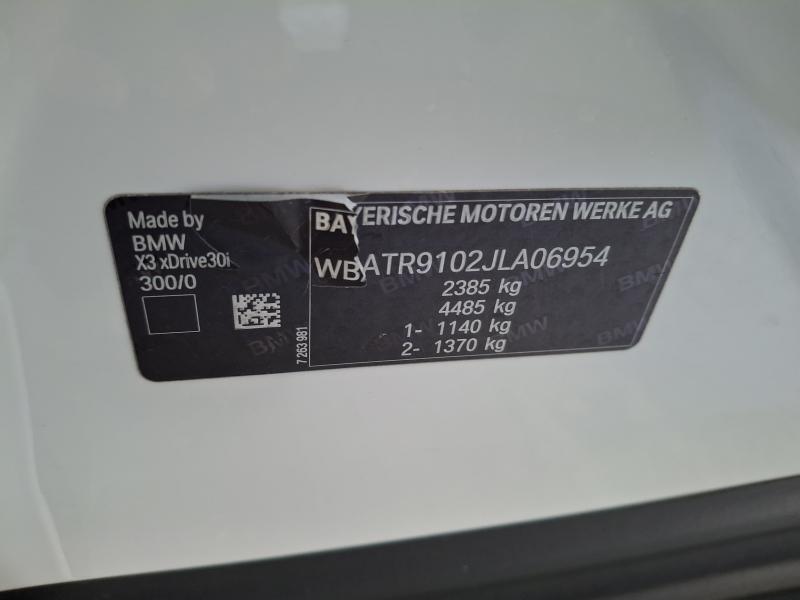 Made by
BMW
X3 xDrive30i
300/0
7 263 981
BAYERISCHE MOTOREN WERKE AG
WBATR9102JLA06954
2385 kg
4485 kg
1- 1140 kg
2- 1370 kg